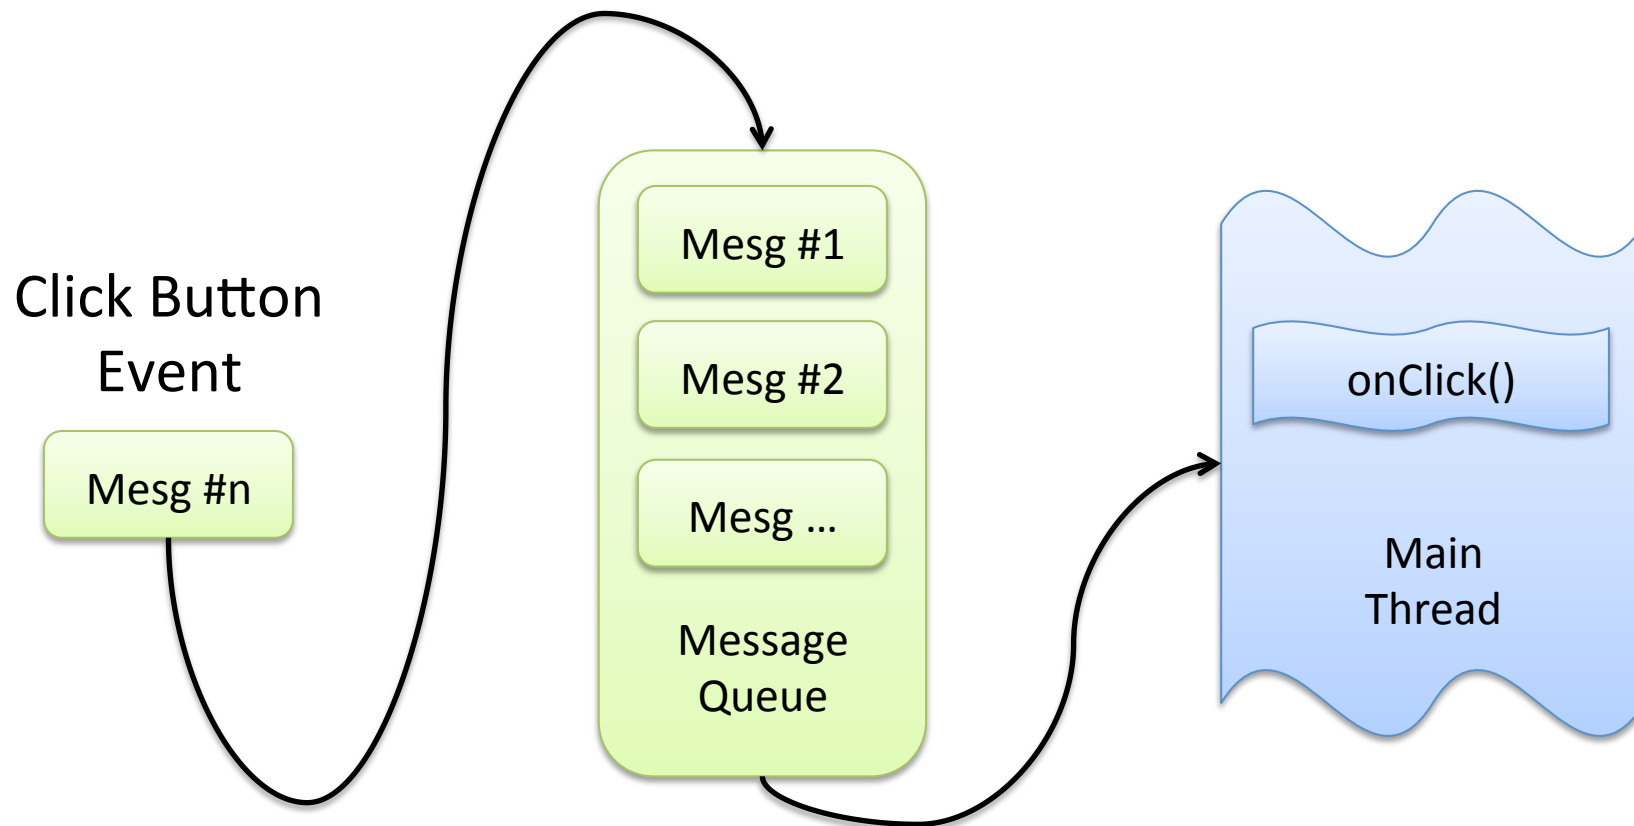 Click Button
Event
Mesg #n
Mesg #1
Mesg #2
Mesg ...
Message
Queue
onClick()
Main
Thread